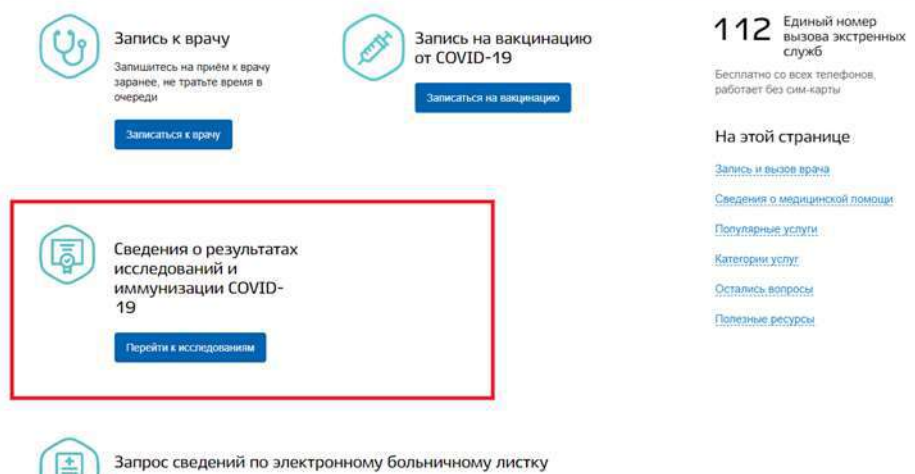 Запись к врачу
Запишитесь на приём к врачу
заранее, не тратьте время в
очереди
Записаться к врачу
Запись на вакцинацию
от COVID-19
Записаться на вакцинацию
112
Единый номер
вызова экстренных
служб
Бесплатно со всех телефонов,
работает без сим-карты
На этой странице
Запись и вызов врача
Сведения о медицинской помощи
Популярные услуги
Категории услуг
Остались вопросы
Полезные ресурсы
Сведения о результатах
исследований и
иммунизации COVID-
19
Перейти к исследованиям
Запрос сведений по электронному больничному листку